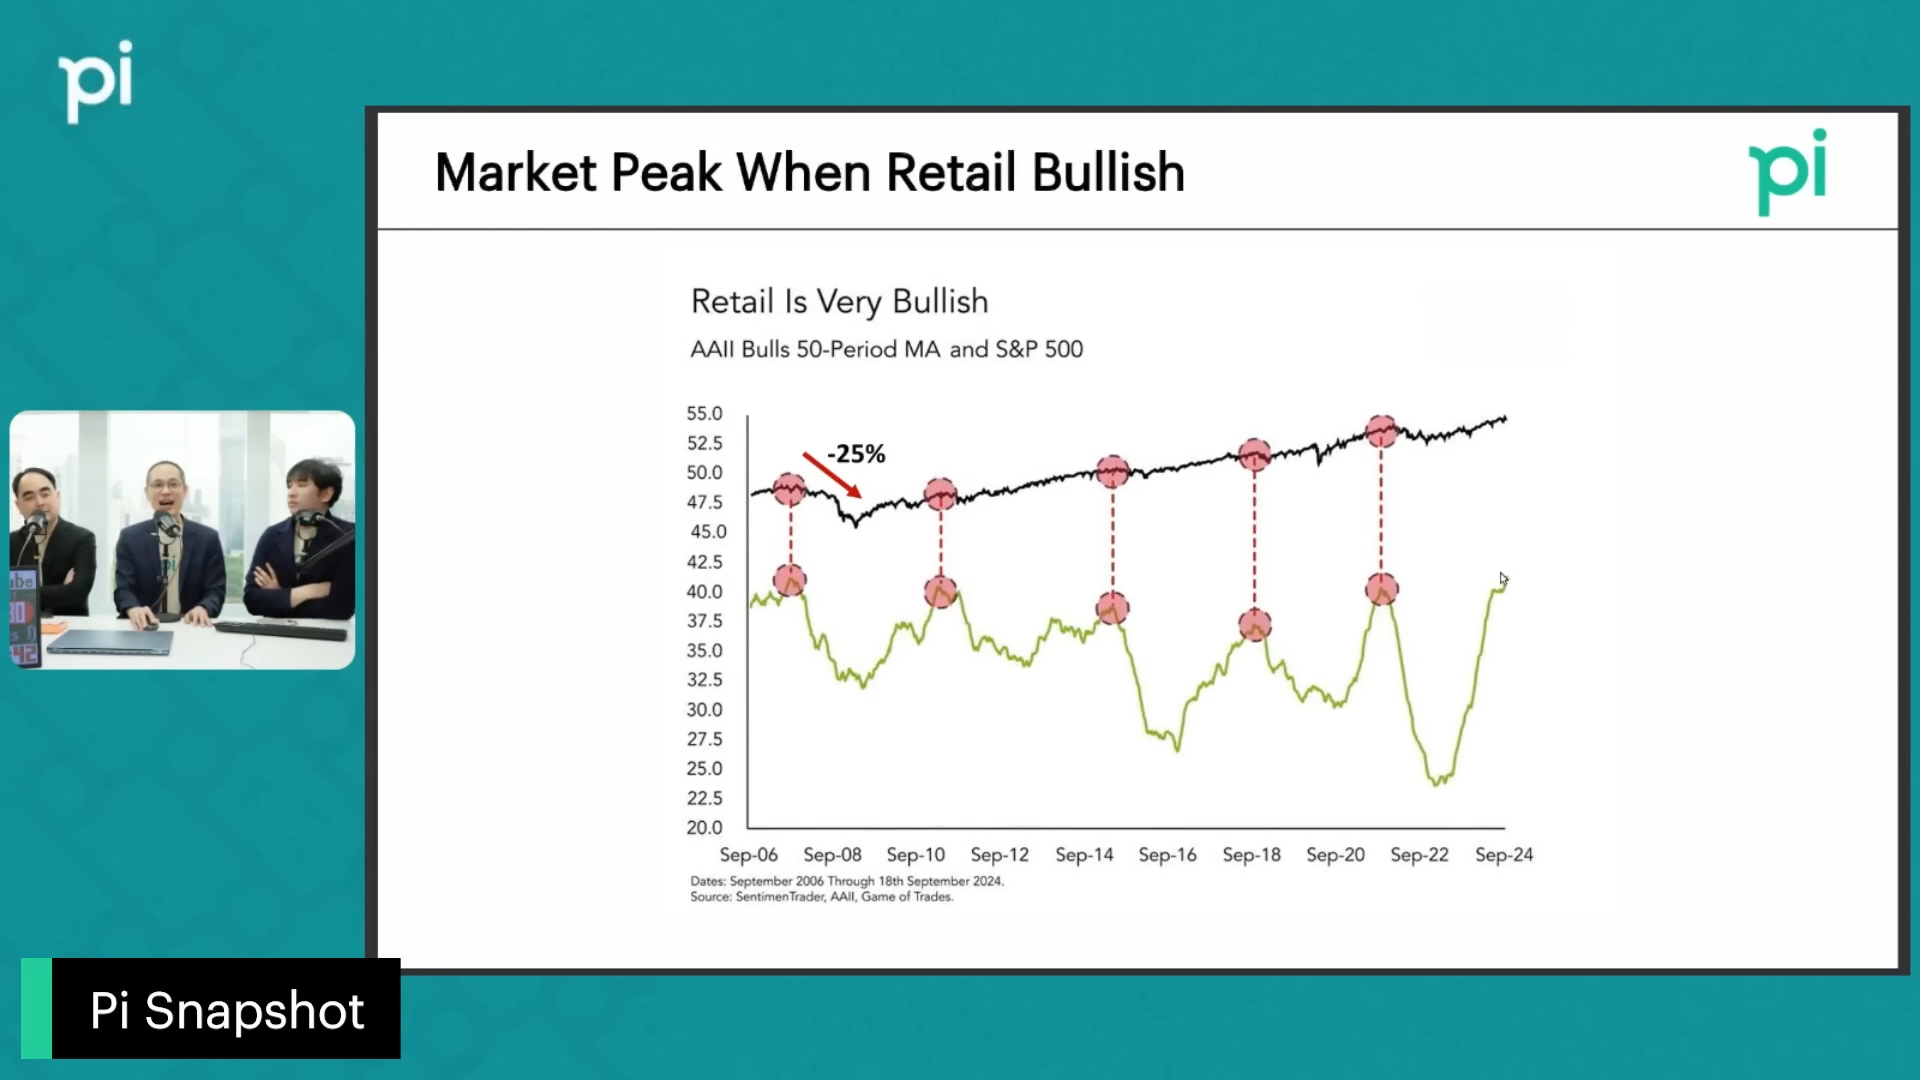 pi
Market Peak When Retail Bullish
pi
Retail Is Very Bullish
AAII Bulls 50-Period MA and S&P 500
55.0
52.5
50.0
47.5
45.0
42.5
40.0
37.5
35.0
32.5
30.0
27.5
25.0
22.5
20.0
-25%
Sep-06 Sep-08 Sep-10 Sep-12 Sep-14 Sep-16 Sep-18 Sep-20 Sep-22 Sep-24
Dates: September 2006 Through 18th September 2024.
Source: SentimenTrader, AAII, Game of Trades.
pi
Pi Snapshot